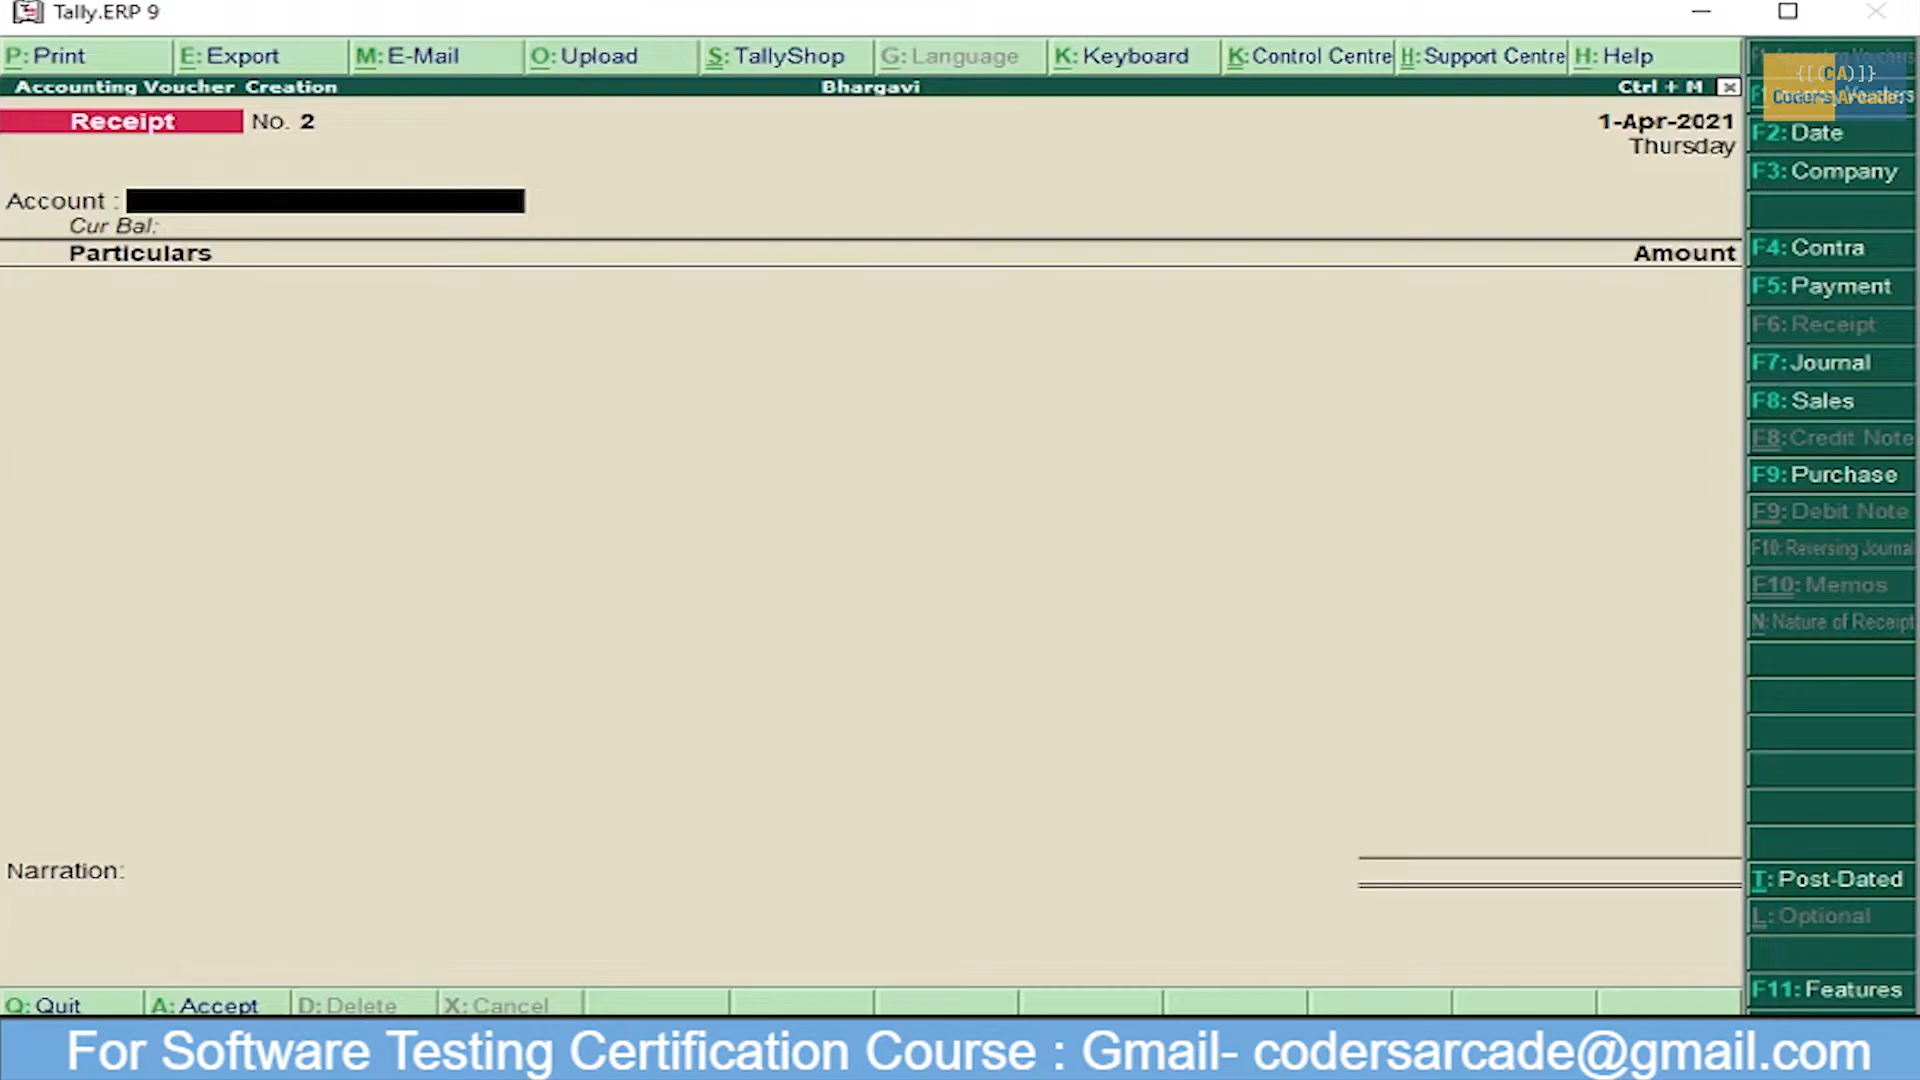 Tally.ERP 9
P: Print
E: Export
M: E-Mail
O: Upload
S: TallyShop
G: Language
K: Keyboard
K: Control Centre
H: Support Centre
H: Help
Accounting Voucher Creation
Bhargavi
Ctrl + M
Receipt No. 2
1-Apr-2021
Thursday
Account :
Cur Bal:
Particulars
Amount
Narration:
{[(CA)]}
Coders Arcade
F2: Date
F3: Company
F4: Contra
F5: Payment
F6: Receipt
F7: Journal
F8: Sales
F8: Credit Note
F9: Purchase
F9: Debit Note
F10: Reversing Journal
F10: Memos
N: Nature of Receipt
T: Post-Dated
L: Optional
F11: Features
Q: Quit
A: Accept
D: Delete
X: Cancel
For Software Testing Certification Course : Gmail- codersarcade@gmail.com